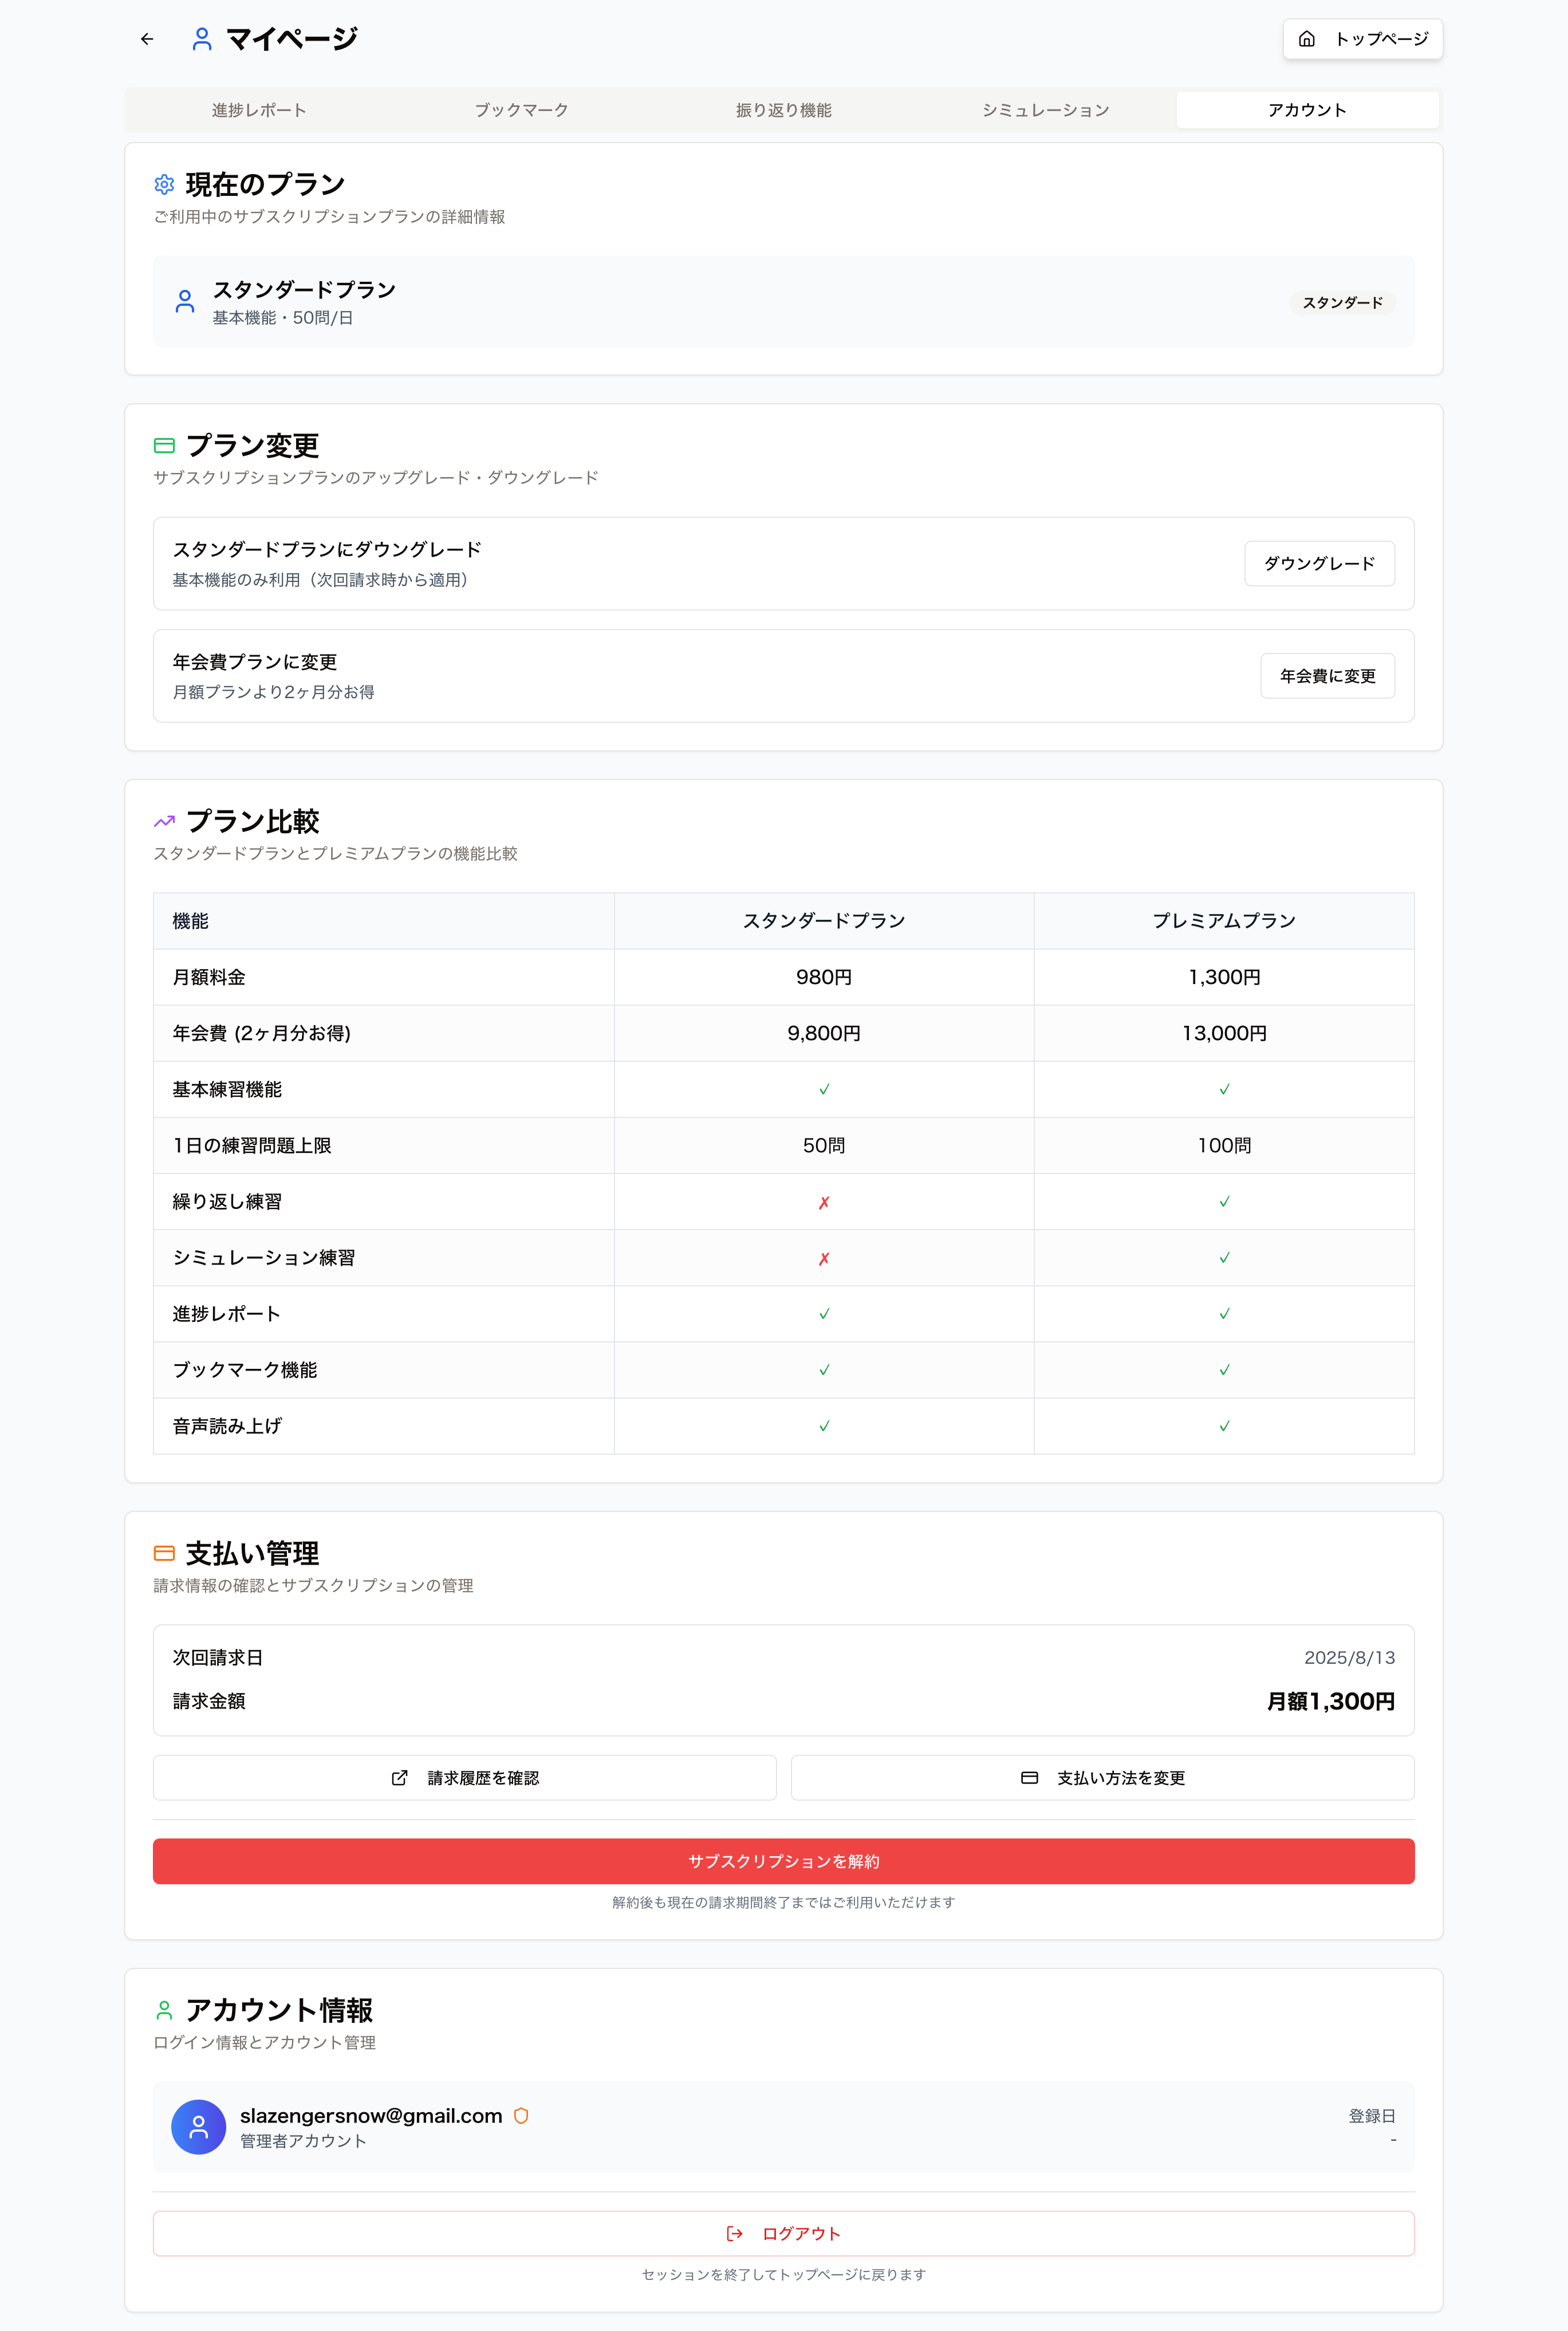 マイページ
トップページ
進捗レポート ブックマーク 振り返り機能 シミュレーション アカウント
現在のプラン
ご利用中のサブスクリプションプランの詳細情報
スタンダードプラン
基本機能・50問/日
スタンダード
プラン変更
サブスクリプションプランのアップグレード・ダウングレード
スタンダードプランにダウングレード
基本機能のみ利用（次回請求時から適用）
ダウングレード
年会費プランに変更
月額プランより2ヶ月分お得
年会費に変更
プラン比較
スタンダードプランとプレミアムプランの機能比較
機能 スタンダードプラン プレミアムプラン
月額料金 980円 1,300円
年会費 (2ヶ月分お得) 9,800円 13,000円
基本練習機能 ✓ ✓
1日の練習問題上限 50問 100問
繰り返し練習 ✗ ✓
シミュレーション練習 ✗ ✓
進捗レポート ✓ ✓
ブックマーク機能 ✓ ✓
音声読み上げ ✓ ✓
支払い管理
請求情報の確認とサブスクリプションの管理
次回請求日 2025/8/13
請求金額 月額1,300円
請求履歴を確認 支払い方法を変更
サブスクリプションを解約
解約後も現在の請求期間終了まではご利用いただけます
アカウント情報
ログイン情報とアカウント管理
slazengersnow@gmail.com
管理者アカウント
登録日
-
ログアウト
セッションを終了してトップページに戻ります